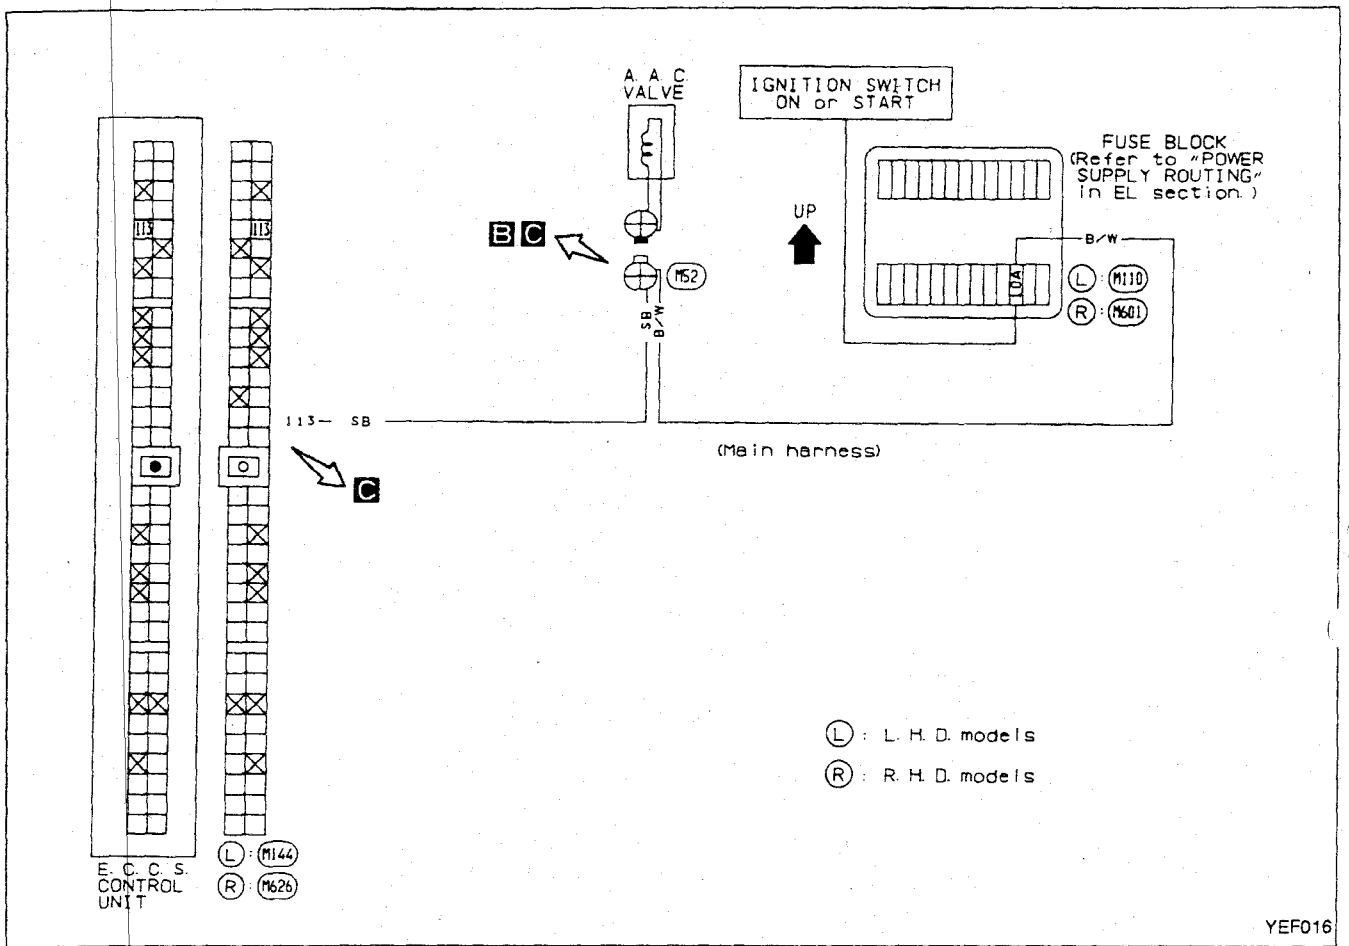 A. A. C.
VALVE
IGNITION SWITCH
ON or START
FUSE BLOCK
(Refer to "POWER
SUPPLY ROUTING"
in EL section.)
UP
B/W
10A
L : M110
R : M601
B C
M52
SB
B/W
113
113
113 — SB
(Main harness)
C
L : L. H. D. models
R : R. H. D. models
E. C. C. S.
CONTROL
UNIT
L : M144
R : M626
YEF016